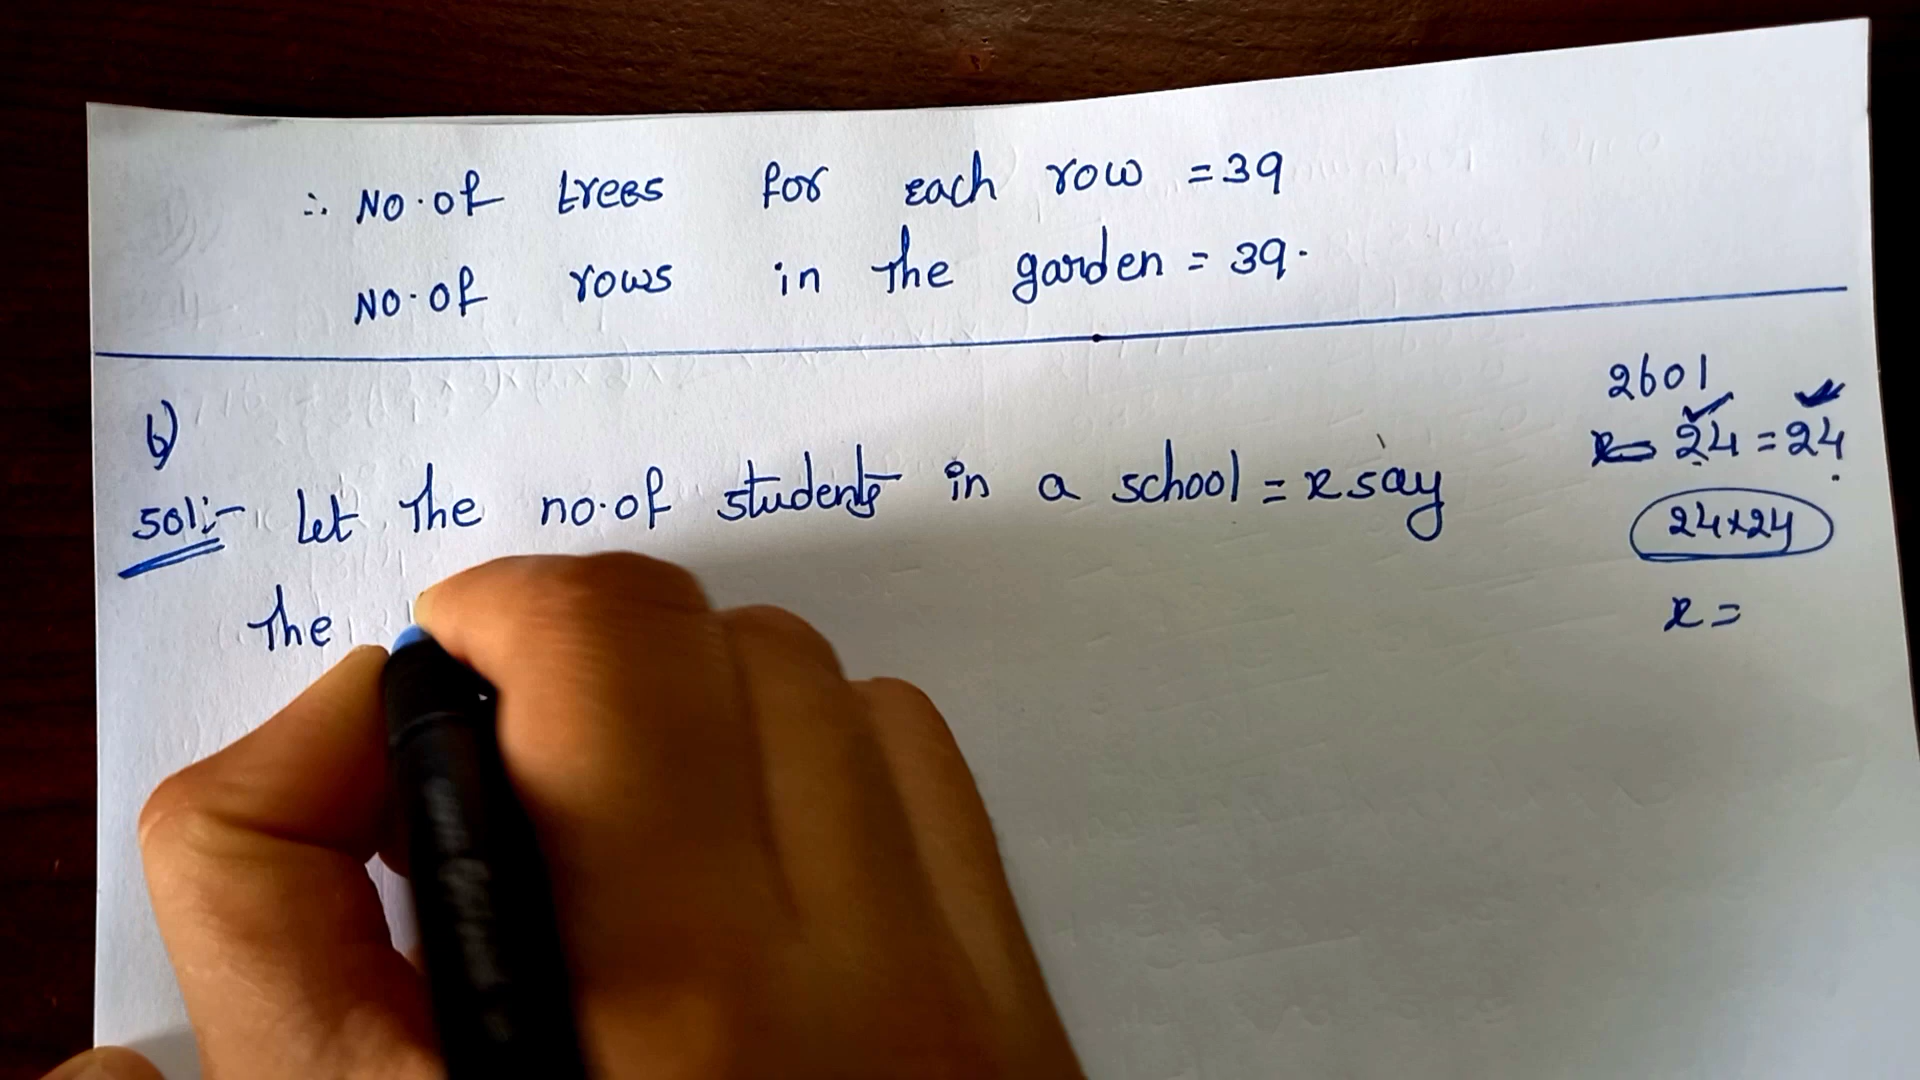 ∴ No. of trees for each row = 39
No. of rows in the garden = 39.
6)
Sol:- Let the no. of students in a school = x say
The
2601
24 = 24
24×24
x =